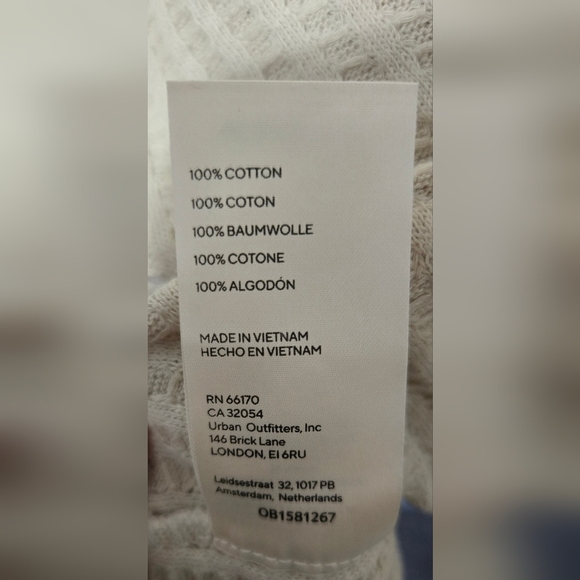 100% COTTON
100% COTON
100% BAUMWOLLE
100% COTONE
100% ALGODÓN
MADE IN VIETNAM
HECHO EN VIETNAM
RN 66170
CA 32054
Urban Outfitters, Inc
146 Brick Lane
LONDON, EI 6RU
Leidsestraat 32, 1017 PB
Amsterdam, Netherlands
OB1581267